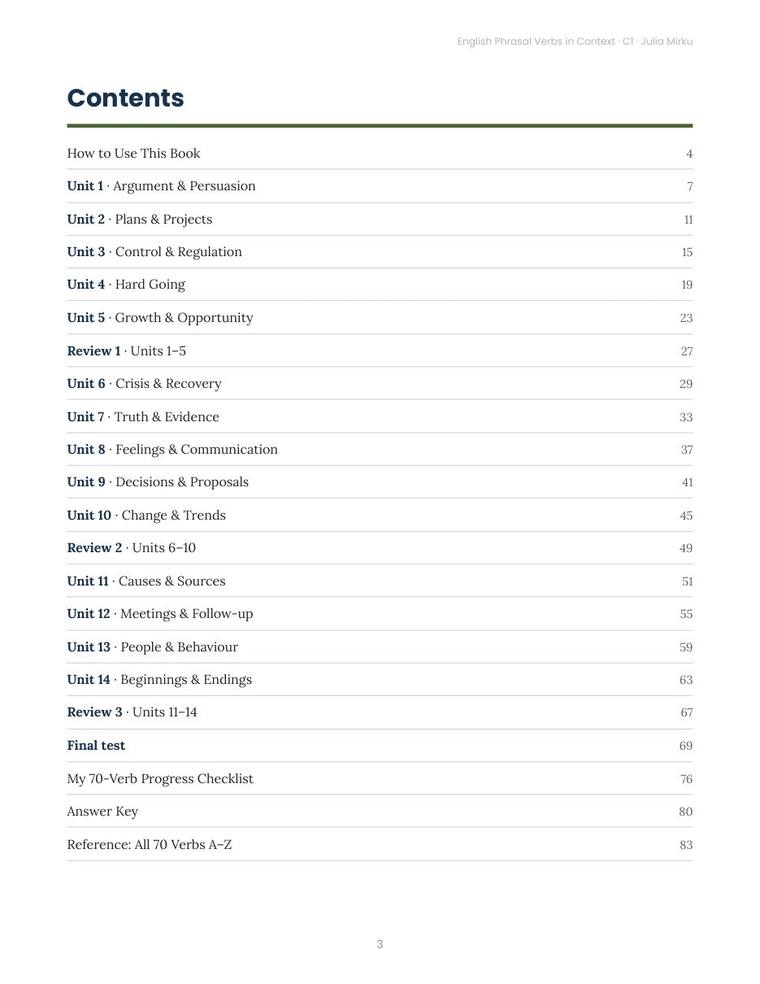 English Phrasal Verbs in Context · C1 · Julia Mirku
Contents
How to Use This Book 4
Unit 1 · Argument & Persuasion 7
Unit 2 · Plans & Projects 11
Unit 3 · Control & Regulation 15
Unit 4 · Hard Going 19
Unit 5 · Growth & Opportunity 23
Review 1 · Units 1–5 27
Unit 6 · Crisis & Recovery 29
Unit 7 · Truth & Evidence 33
Unit 8 · Feelings & Communication 37
Unit 9 · Decisions & Proposals 41
Unit 10 · Change & Trends 45
Review 2 · Units 6–10 49
Unit 11 · Causes & Sources 51
Unit 12 · Meetings & Follow-up 55
Unit 13 · People & Behaviour 59
Unit 14 · Beginnings & Endings 63
Review 3 · Units 11–14 67
Final test 69
My 70-Verb Progress Checklist 76
Answer Key 80
Reference: All 70 Verbs A–Z 83
3